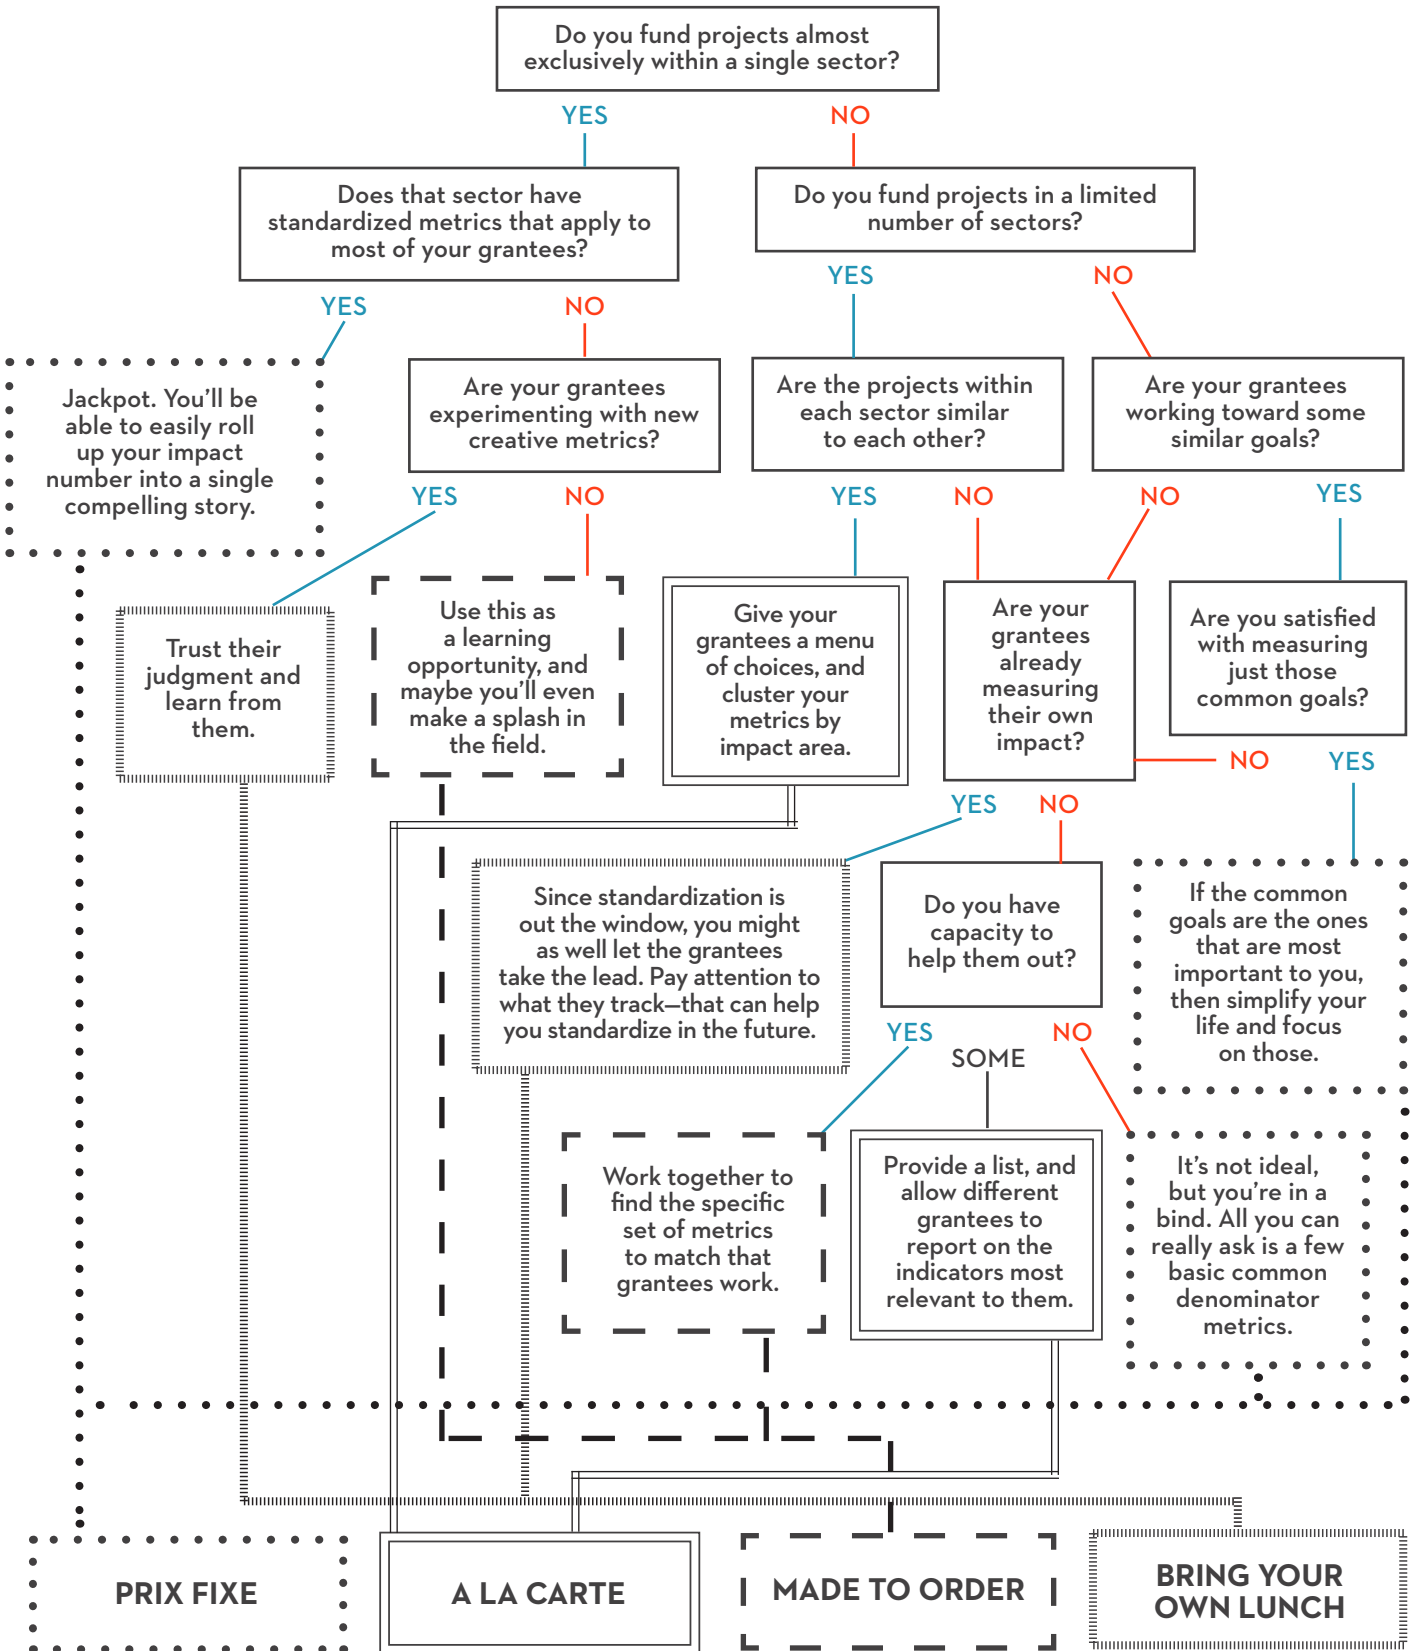 Do you fund projects almost
exclusively within a single sector?
YES
NO
Does that sector have
standardized metrics that apply to
most of your grantees?
Do you fund projects in a limited
number of sectors?
YES
NO
YES
NO
Jackpot. You'll be
able to easily roll
up your impact
number into a single
compelling story.
Are your grantees
experimenting with new
creative metrics?
Are the projects within
each sector similar
to each other?
Are your grantees
working toward some
similar goals?
YES
NO
YES
NO
NO
YES
Trust their
judgment and
learn from
them.
Use this as
a learning
opportunity, and
maybe you'll even
make a splash in
the field.
Give your
grantees a menu
of choices, and
cluster your
metrics by
impact area.
Are your
grantees
already
measuring
their own
impact?
Are you satisfied
with measuring
just those
common goals?
NO
YES
YES
NO
Since standardization is
out the window, you might
as well let the grantees
take the lead. Pay attention to
what they track—that can help
you standardize in the future.
Do you have
capacity to
help them out?
If the common
goals are the ones
that are most
important to you,
then simplify your
life and focus
on those.
YES
SOME
NO
Work together to
find the specific
set of metrics
to match that
grantees work.
Provide a list, and
allow different
grantees to
report on the
indicators most
relevant to them.
It's not ideal,
but you're in a
bind. All you can
really ask is a few
basic common
denominator
metrics.
PRIX FIXE
A LA CARTE
MADE TO ORDER
BRING YOUR
OWN LUNCH